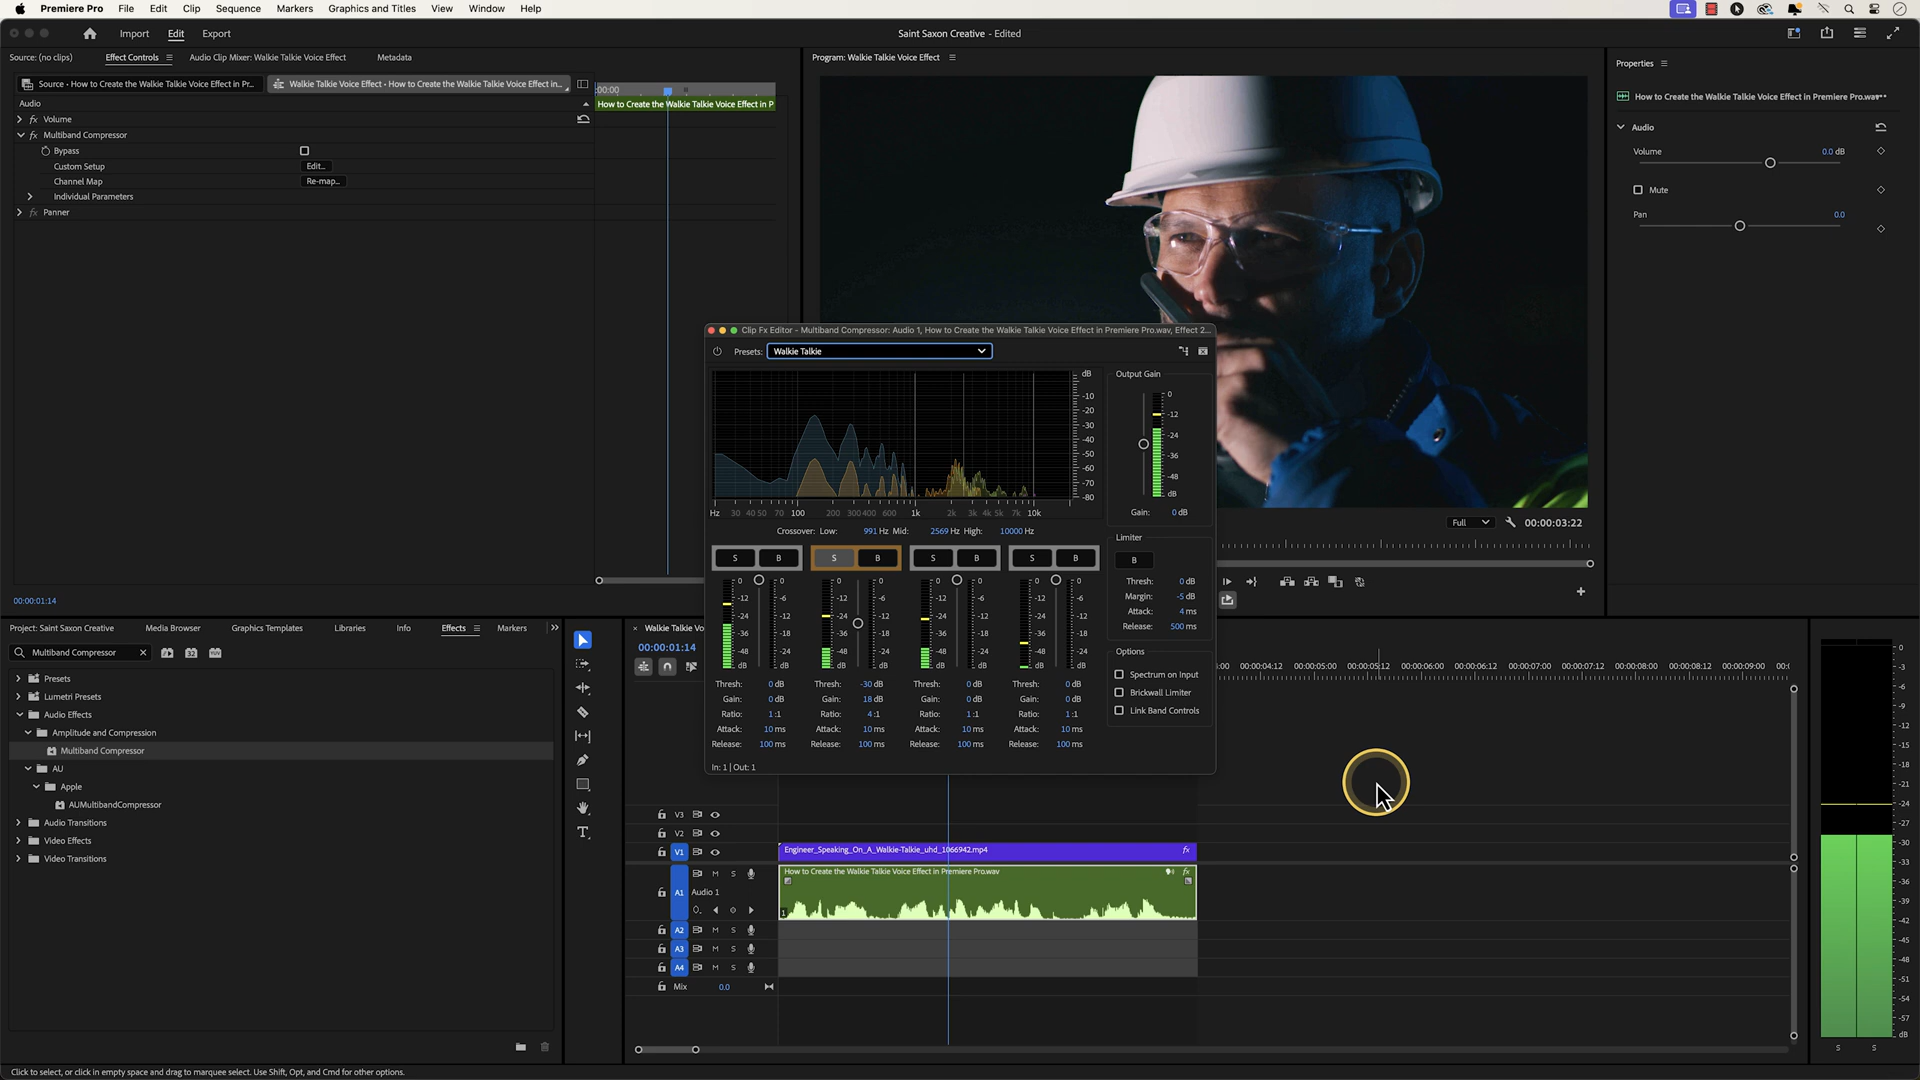 Premiere Pro File Edit Clip Sequence Markers Graphics and Titles View Window Help
Import Edit Export
Saint Saxon Creative - Edited
Source: (no clips) Effect Controls Audio Clip Mixer: Walkie Talkie Voice Effect Metadata
Source • How to Create the Walkie Talkie Voice Effect in Pr... Walkie Talkie Voice Effect • How to Create the Walkie Talkie Voice Effect in...
:00:00
Audio
How to Create the Walkie Talkie Voice Effect in P
fx Volume
fx Multiband Compressor
Bypass
Custom Setup Edit...
Channel Map Re-map...
Individual Parameters
fx Panner
00:00:01:14
Program: Walkie Talkie Voice Effect
Full 00:00:03:22
Properties
How to Create the Walkie Talkie Voice Effect in Premiere Pro.wav
Audio
Volume 0.0 dB
Mute
Pan 0.0
Clip Fx Editor - Multiband Compressor: Audio 1, How to Create the Walkie Talkie Voice Effect in Premiere Pro.wav, Effect 2...
Presets: Walkie Talkie
dB
-10
-20
-30
-40
-50
-60
-70
-80
Hz 30 40 50 70 100 200 300 400 600 1k 2k 3k 4k 5k 7k 10k
Crossover: Low: 991 Hz Mid: 2569 Hz High: 10000 Hz
S B S B S B S B
0 0 0 0 0 0 0 0
-12 -6 -12 -6 -12 -6 -12 -6
-24 -12 -24 -12 -24 -12 -24 -12
-36 -18 -36 -18 -36 -18 -36 -18
-48 -24 -48 -24 -48 -24 -48 -24
dB dB dB dB dB dB dB dB
Thresh: 0 dB Thresh: -30 dB Thresh: 0 dB Thresh: 0 dB
Gain: 0 dB Gain: 18 dB Gain: 0 dB Gain: 0 dB
Ratio: 1 :1 Ratio: 4 :1 Ratio: 1 :1 Ratio: 1 :1
Attack: 10 ms Attack: 10 ms Attack: 10 ms Attack: 10 ms
Release: 100 ms Release: 100 ms Release: 100 ms Release: 100 ms
In: 1 | Out: 1
Output Gain
0
-12
-24
-36
-48
dB
Gain: 0 dB
Limiter
B
Thresh: 0 dB
Margin: -5 dB
Attack: 4 ms
Release: 500 ms
Options
Spectrum on Input
Brickwall Limiter
Link Band Controls
Project: Saint Saxon Creative Media Browser Graphics Templates Libraries Info Effects Markers
Multiband Compressor
Presets
Lumetri Presets
Audio Effects
Amplitude and Compression
Multiband Compressor
AU
Apple
AUMultibandCompressor
Audio Transitions
Video Effects
Video Transitions
Walkie Talkie Vo
00:00:01:14
:00 00:00:04:12 00:00:05:00 00:00:05:12 00:00:06:00 00:00:06:12 00:00:07:00 00:00:07:12 00:00:08:00 00:00:08:12 00:00:09:00 00:0
V3
V2
V1 Engineer_Speaking_On_A_Walkie-Talkie_uhd_1066942.mp4 fx
M S How to Create the Walkie Talkie Voice Effect in Premiere Pro.wav fx
A1 Audio 1
1
A2 M S
A3 M S
A4 M S
Mix 0.0
0
-3
-6
-9
-12
-15
-18
-21
-24
-27
-30
-33
-36
-39
-42
-45
-48
-51
-54
-57
dB
S S
Click to select, or click in empty space and drag to marquee select. Use Shift, Opt, and Cmd for other options.